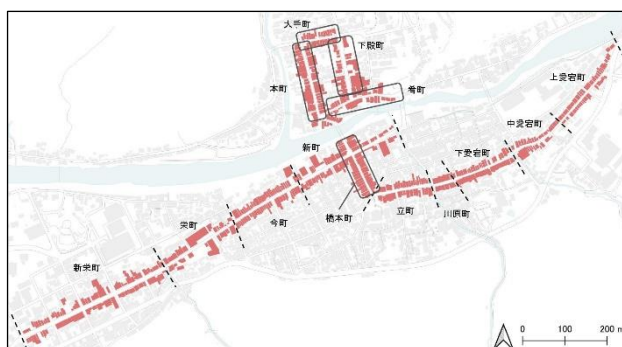 大手町
下殿町
本町
肴町
上愛宕町
中愛宕町
下愛宕町
新町
栄町
今町
橋本町
立町
川原町
新栄町
0
100
200 m